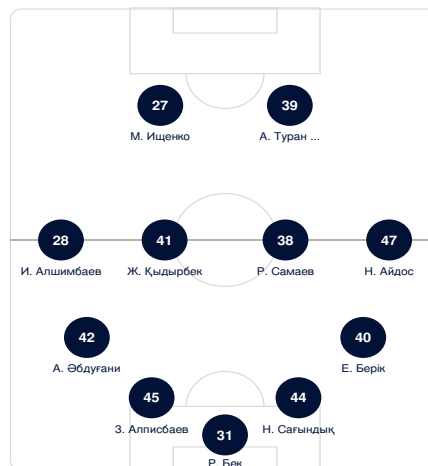 27 39
М. Ищенко А. Туран ...
28 41 38 47
И. Алшимбаев Ж. Қыдырбек Р. Самаев Н. Айдос
42 40
А. Әбдуғани Е. Берік
45 44
З. Алписбаев Н. Сағындық
31
Р. Бек